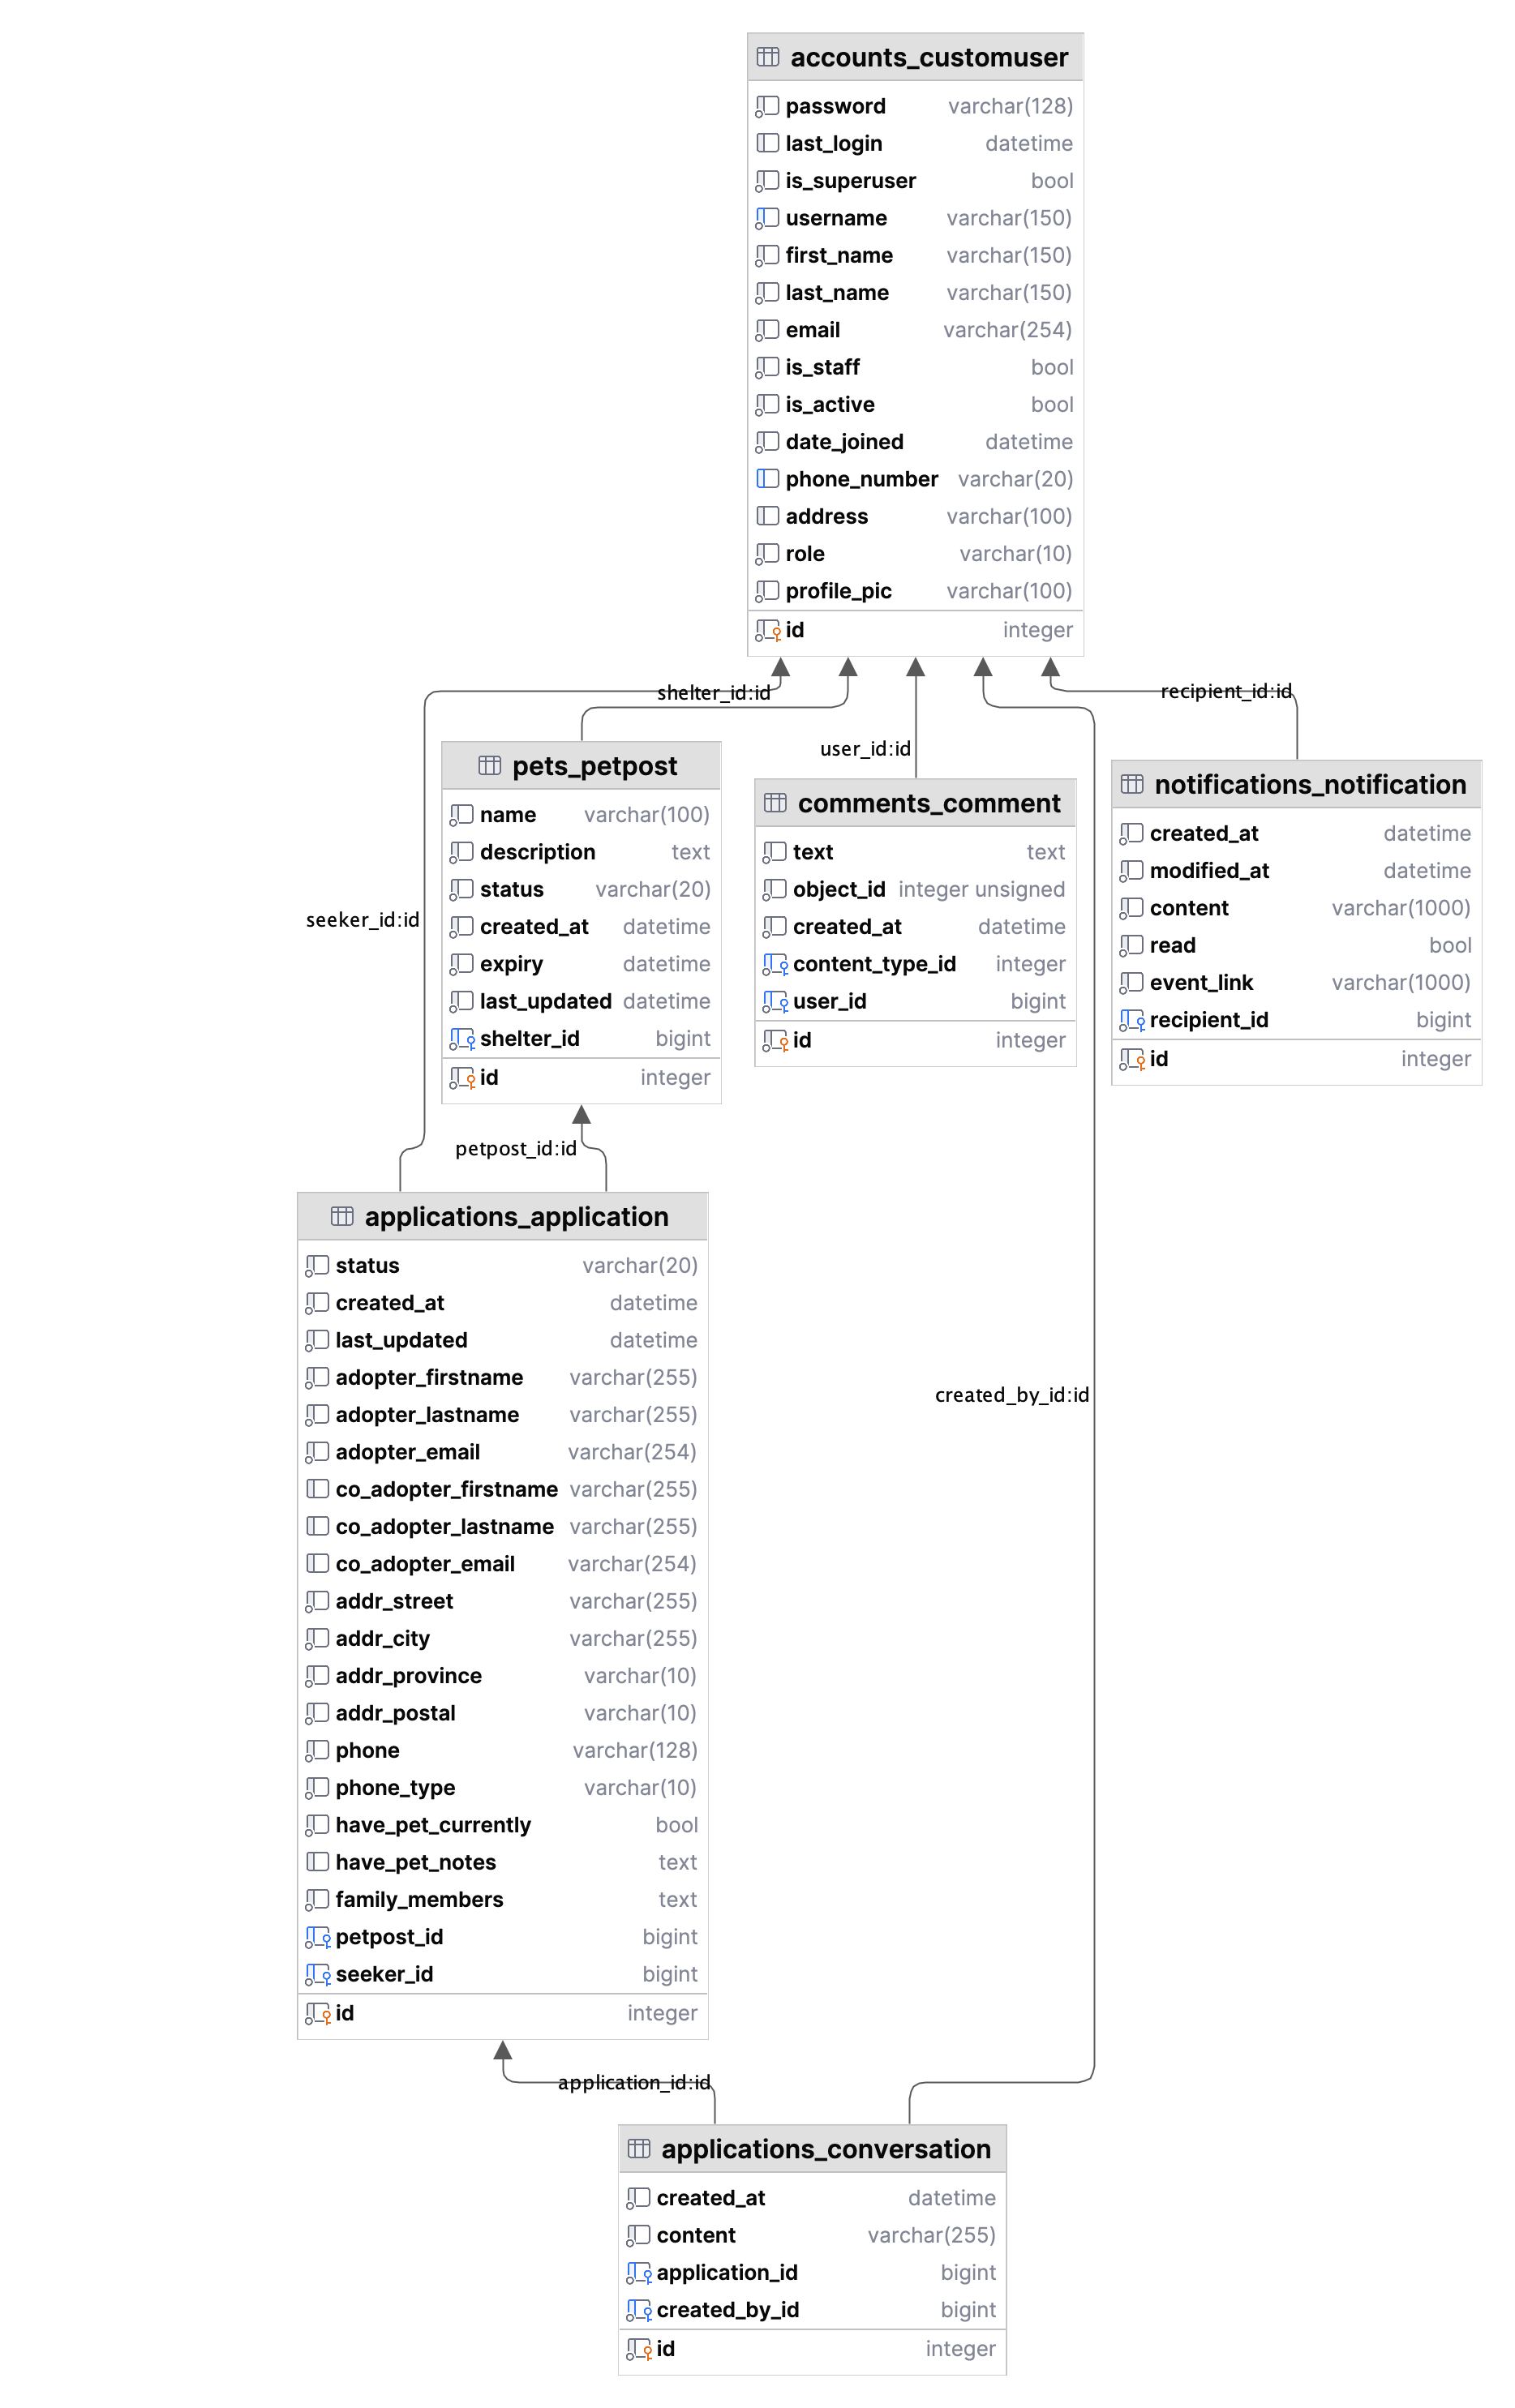 accounts_customuser
password varchar(128)
last_login datetime
is_superuser bool
username varchar(150)
first_name varchar(150)
last_name varchar(150)
email varchar(254)
is_staff bool
is_active bool
date_joined datetime
phone_number varchar(20)
address varchar(100)
role varchar(10)
profile_pic varchar(100)
id integer
shelter_id:id
recipient_id:id
user_id:id
seeker_id:id
pets_petpost
name varchar(100)
description text
status varchar(20)
created_at datetime
expiry datetime
last_updated datetime
shelter_id bigint
id integer
comments_comment
text text
object_id integer unsigned
created_at datetime
content_type_id integer
user_id bigint
id integer
notifications_notification
created_at datetime
modified_at datetime
content varchar(1000)
read bool
event_link varchar(1000)
recipient_id bigint
id integer
petpost_id:id
applications_application
status varchar(20)
created_at datetime
last_updated datetime
adopter_firstname varchar(255)
adopter_lastname varchar(255)
adopter_email varchar(254)
co_adopter_firstname varchar(255)
co_adopter_lastname varchar(255)
co_adopter_email varchar(254)
addr_street varchar(255)
addr_city varchar(255)
addr_province varchar(10)
addr_postal varchar(10)
phone varchar(128)
phone_type varchar(10)
have_pet_currently bool
have_pet_notes text
family_members text
petpost_id bigint
seeker_id bigint
id integer
created_by_id:id
application_id:id
applications_conversation
created_at datetime
content varchar(255)
application_id bigint
created_by_id bigint
id integer